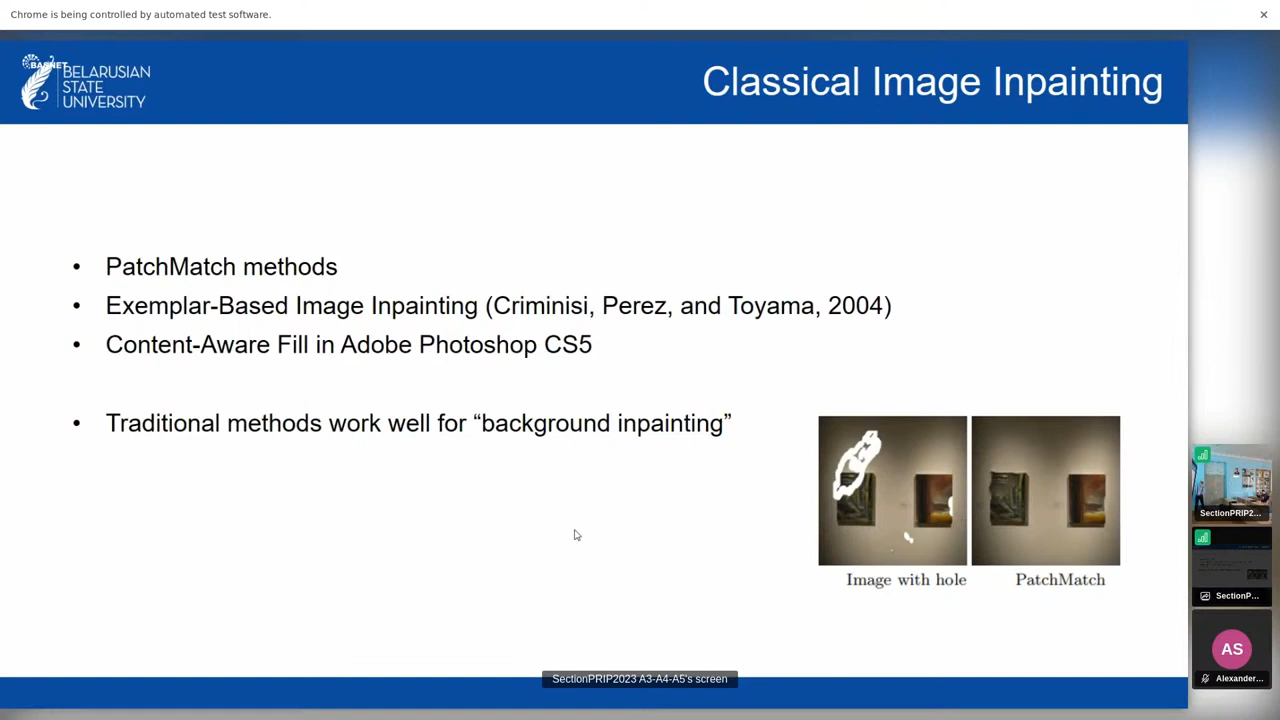 Chrome is being controlled by automated test software.
BASNET
BELARUSIAN
STATE
UNIVERSITY
Classical Image Inpainting
• PatchMatch methods
• Exemplar-Based Image Inpainting (Criminisi, Perez, and Toyama, 2004)
• Content-Aware Fill in Adobe Photoshop CS5
• Traditional methods work well for “background inpainting”
Image with hole
PatchMatch
SectionPRIP2...
SectionP...
AS
Alexander...
SectionPRIP2023 A3-A4-A5's screen